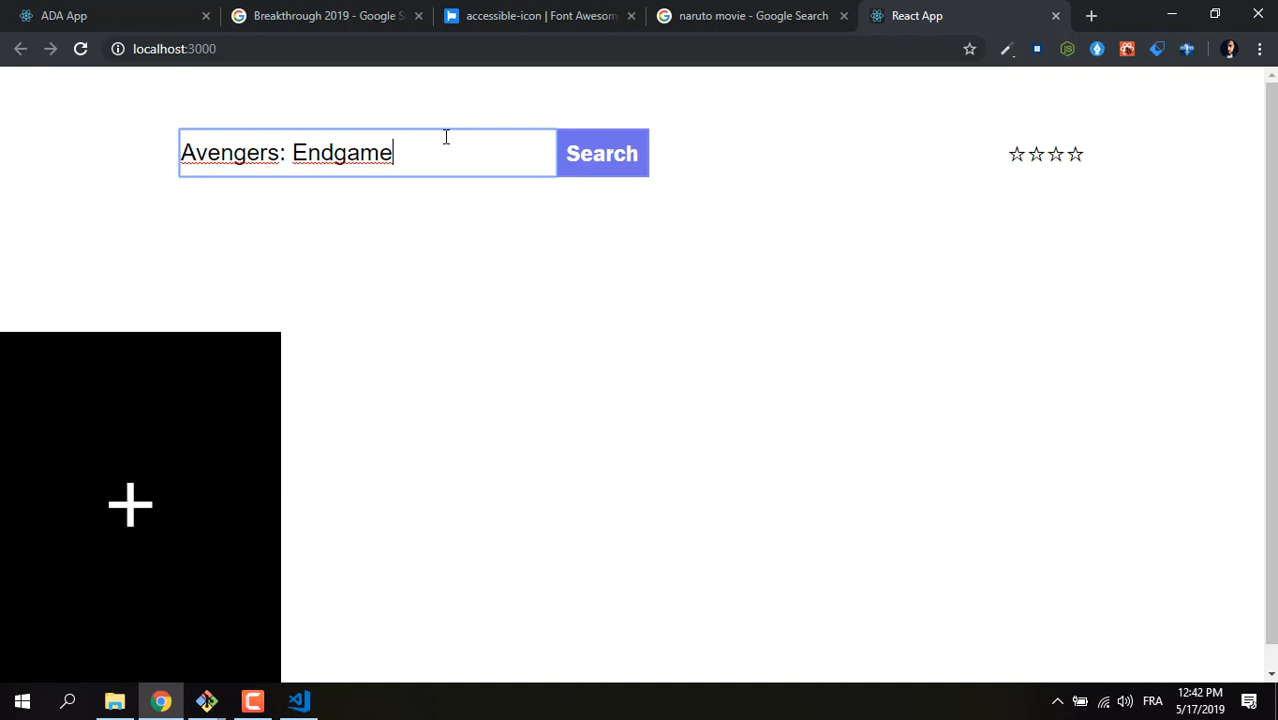 ADA App
Breakthrough 2019 - Google S
accessible-icon | Font Awesom
naruto movie - Google Search
React App
localhost:3000
Avengers: Endgame
Search
☆☆☆☆
+
FRA
12:42 PM
5/17/2019